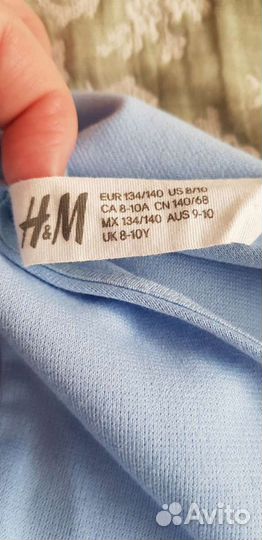 H&M
EUR 134/140 US 8/10
CA 8-10A CN 140/68
MX 134/140 AUS 9-10
UK 8-10Y
Avito